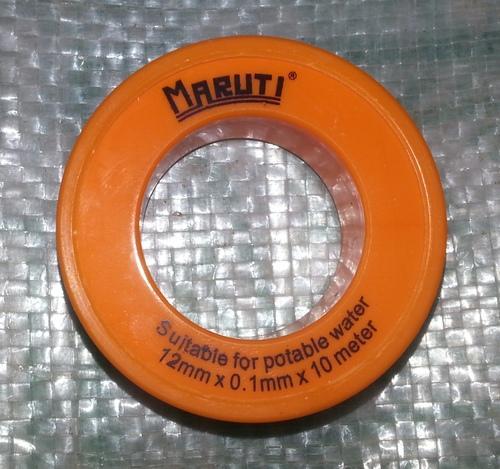 MARUTI®
Suitable for potable water
12mm x 0.1mm x 10 meter